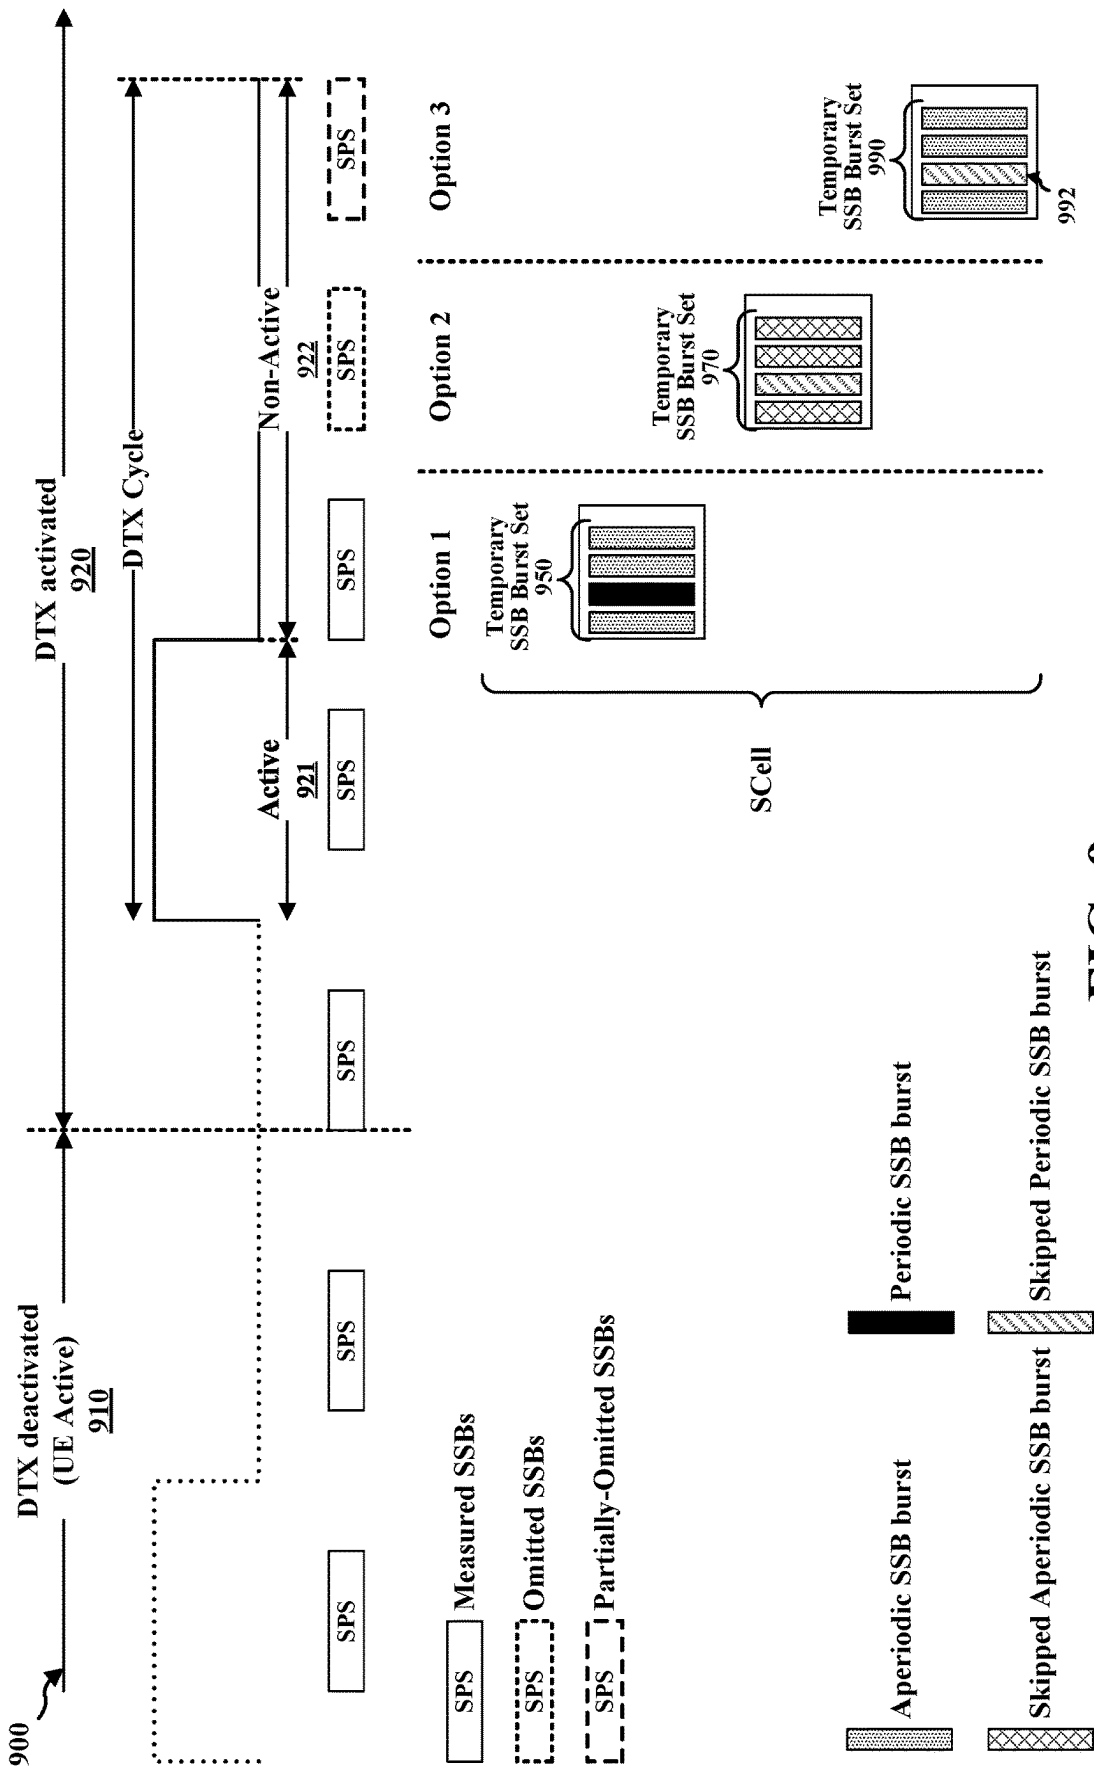 900
DTX deactivated
(UE Active)
910
DTX activated
920
DTX Cycle
Active
921
Non-Active
922
SPS
SPS
SPS
SPS
SPS
SPS
SPS
SPS Measured SSBs
SPS Omitted SSBs
SPS Partially-Omitted SSBs
Option 1
Option 2
Option 3
Temporary
SSB Burst Set
950
Temporary
SSB Burst Set
970
Temporary
SSB Burst Set
990
992
SCell
Aperiodic SSB burst
Periodic SSB burst
Skipped Aperiodic SSB burst
Skipped Periodic SSB burst